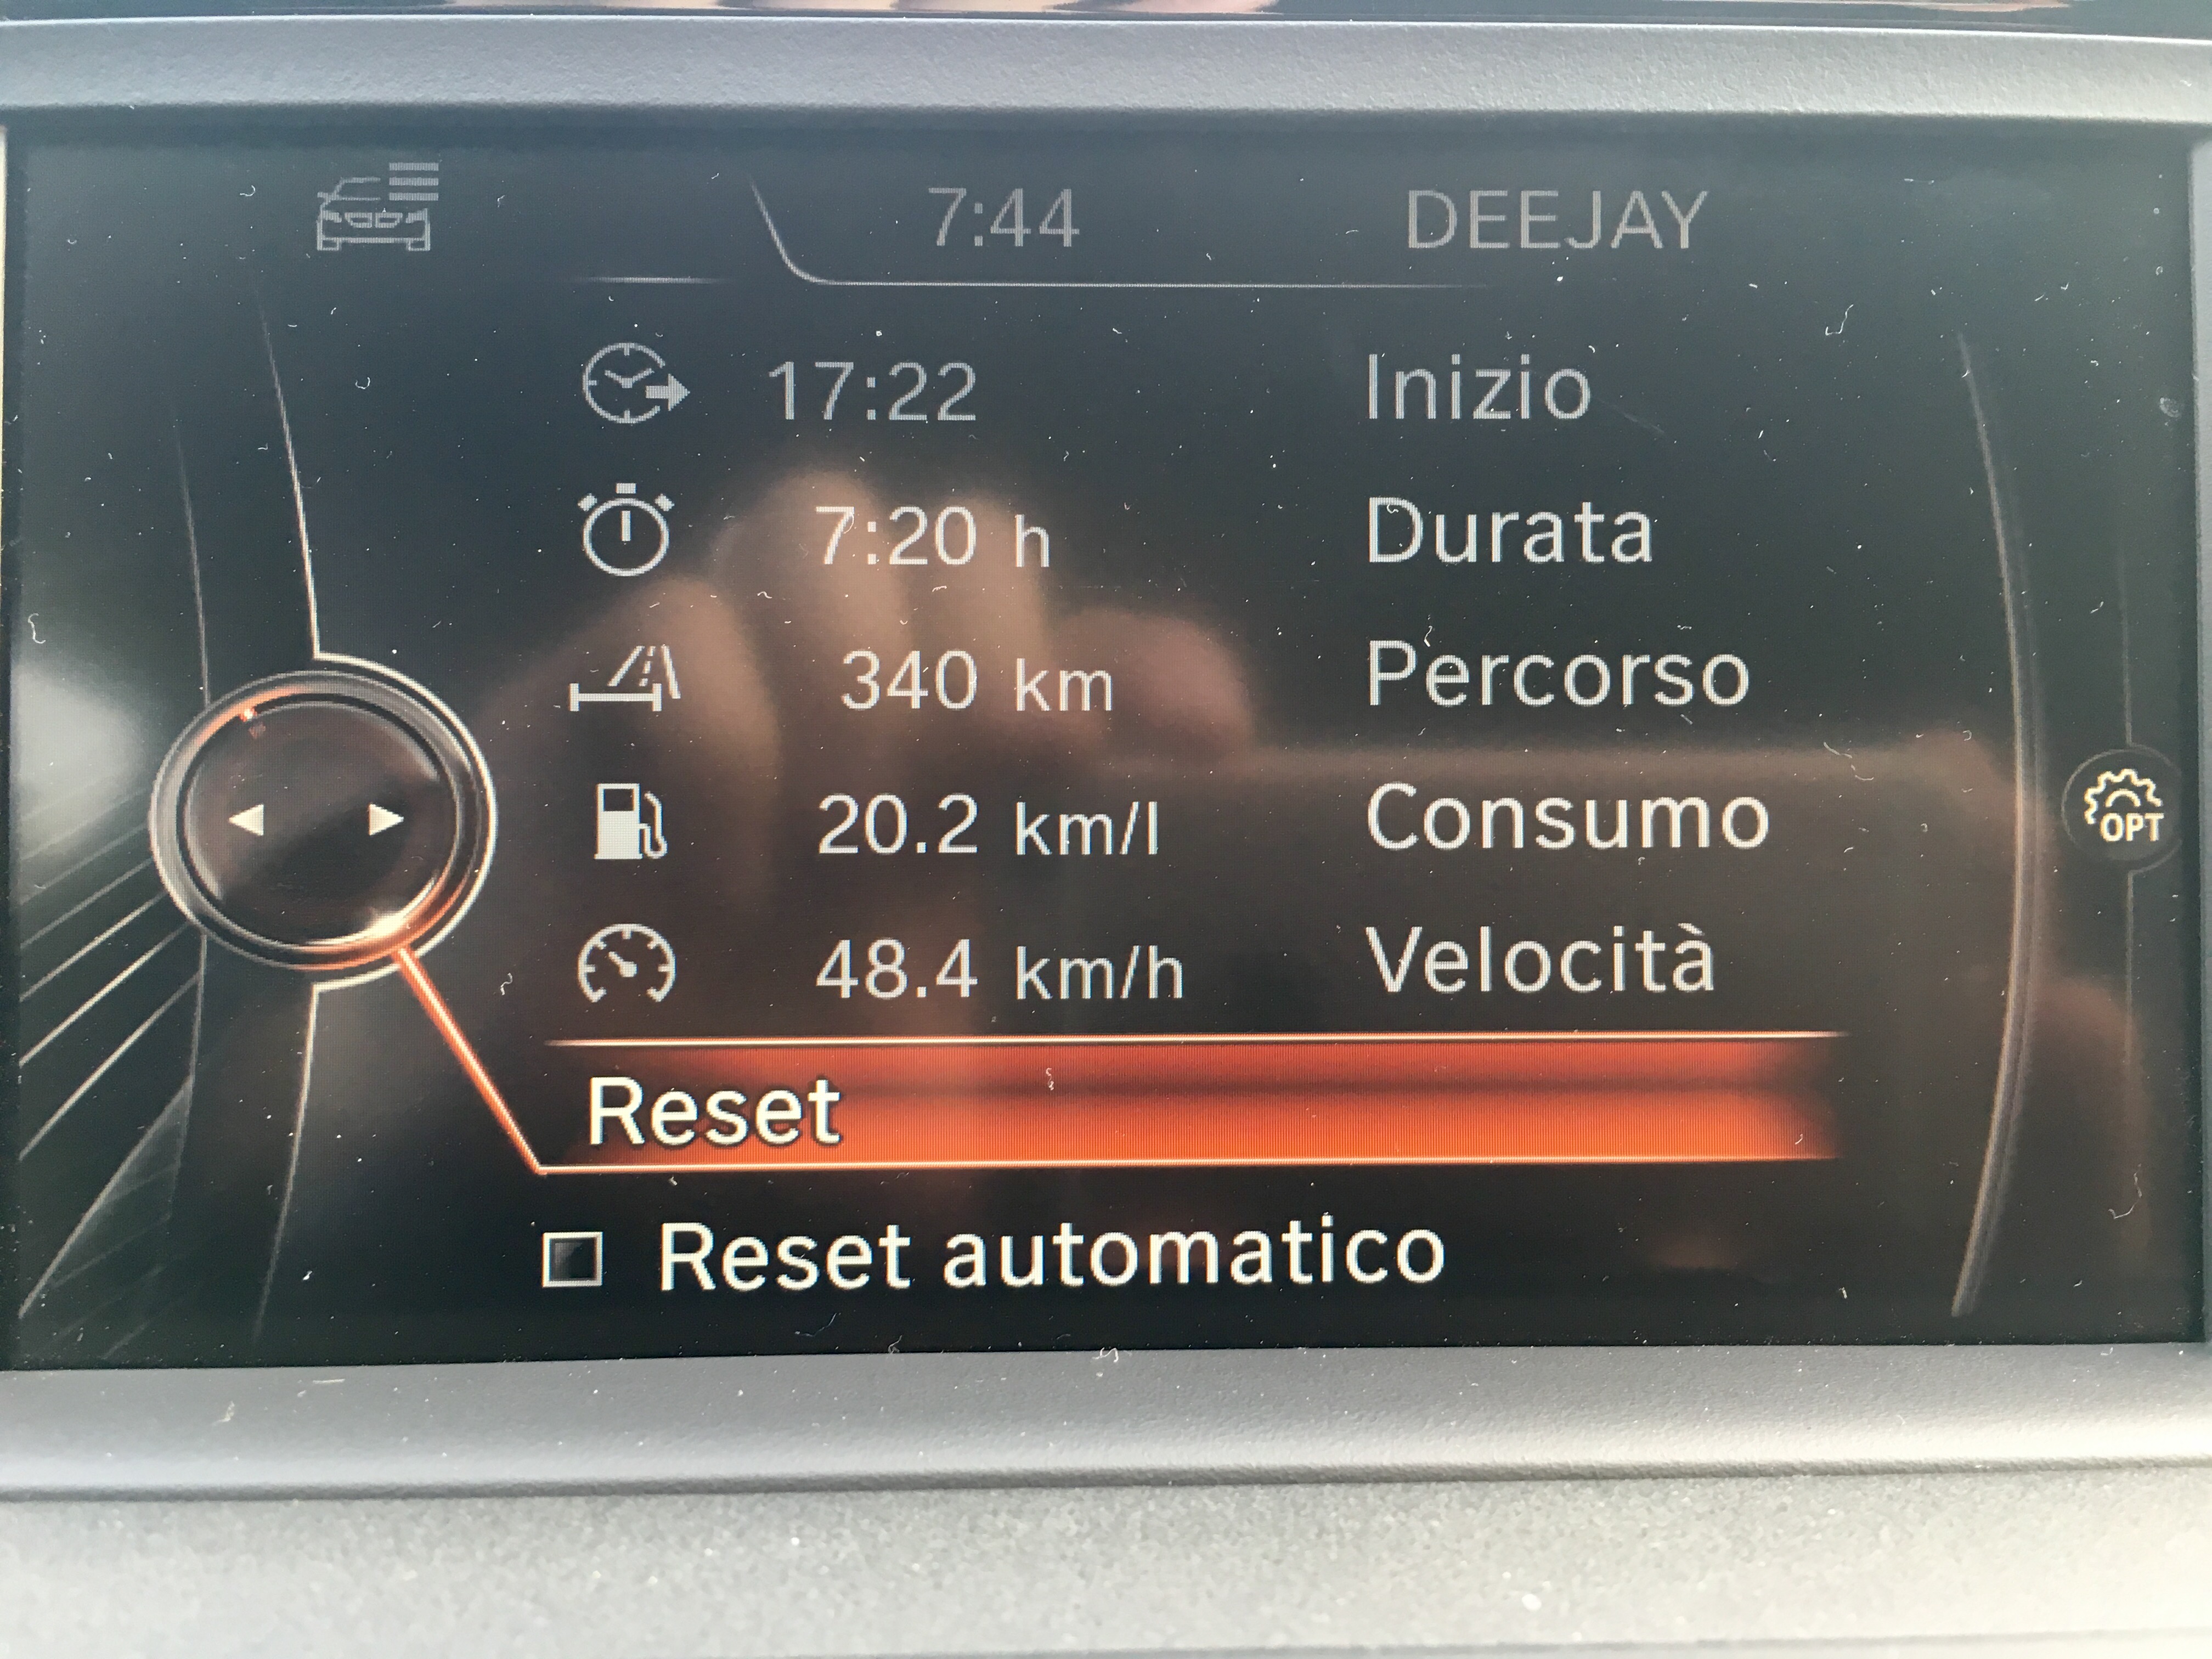 7:44 DEEJAY
17:22 Inizio
7:20 h Durata
340 km Percorso
20.2 km/l Consumo
48.4 km/h Velocità
OPT
Reset
Reset automatico